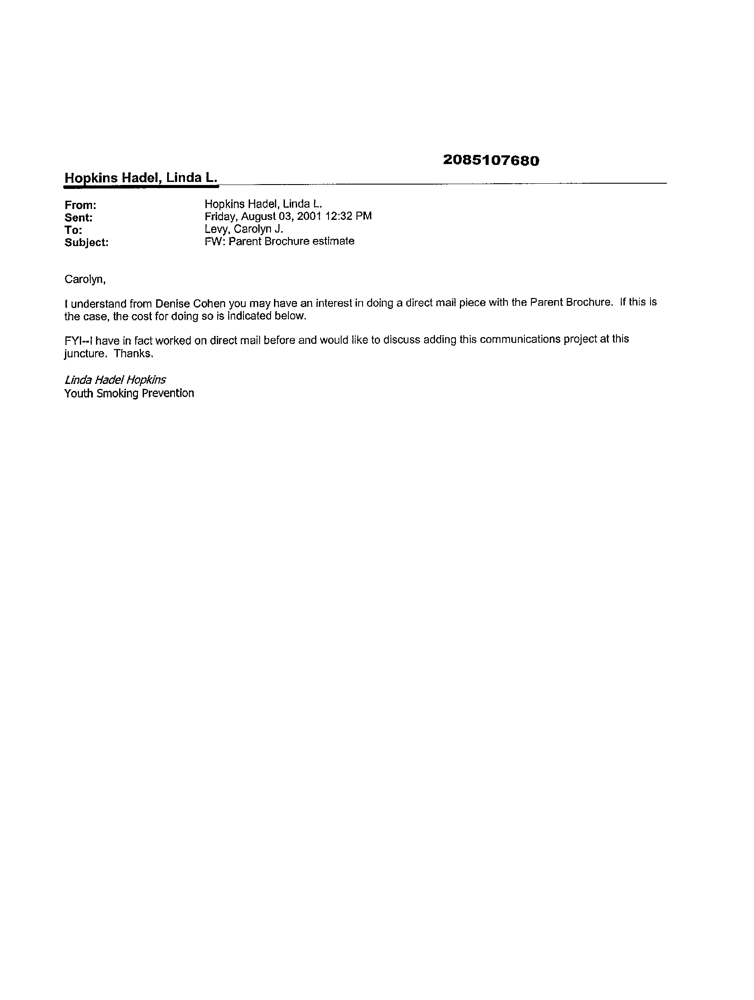 2085107680
Hopkins Hadel, Linda L.
From: Hopkins Hadel, Linda L.
Sent: Friday, August 03, 2001 12:32 PM
To: Levy, Carolyn J.
Subject: FW: Parent Brochure estimate
Carolyn,
I understand from Denise Cohen you may have an interest in doing a direct mail piece with the Parent Brochure. If this is
the case, the cost for doing so is indicated below.
FYI--I have in fact worked on direct mail before and would like to discuss adding this communications project at this
juncture. Thanks.
Linda Hadel Hopkins
Youth Smoking Prevention